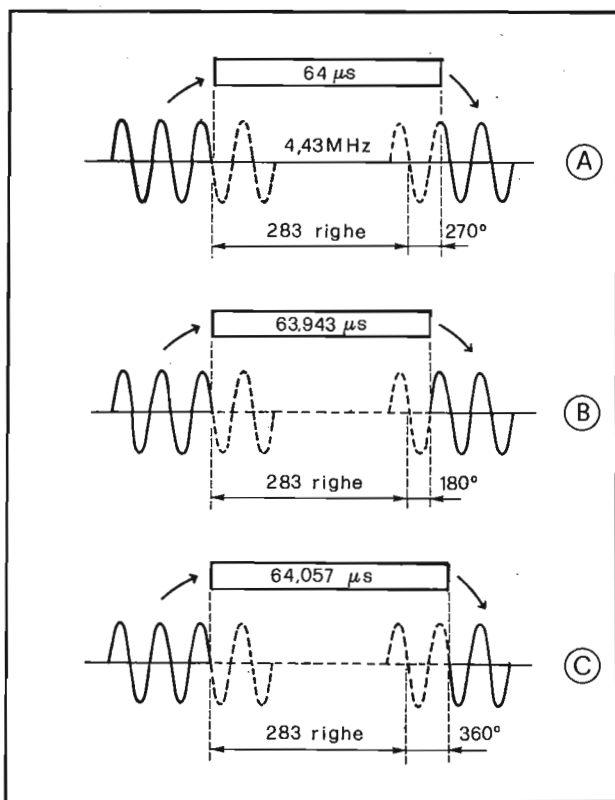 64 µs
4,43MHz
A
283 righe
270°
63,943 µs
B
283 righe
180°
64,057 µs
C
283 righe
360°